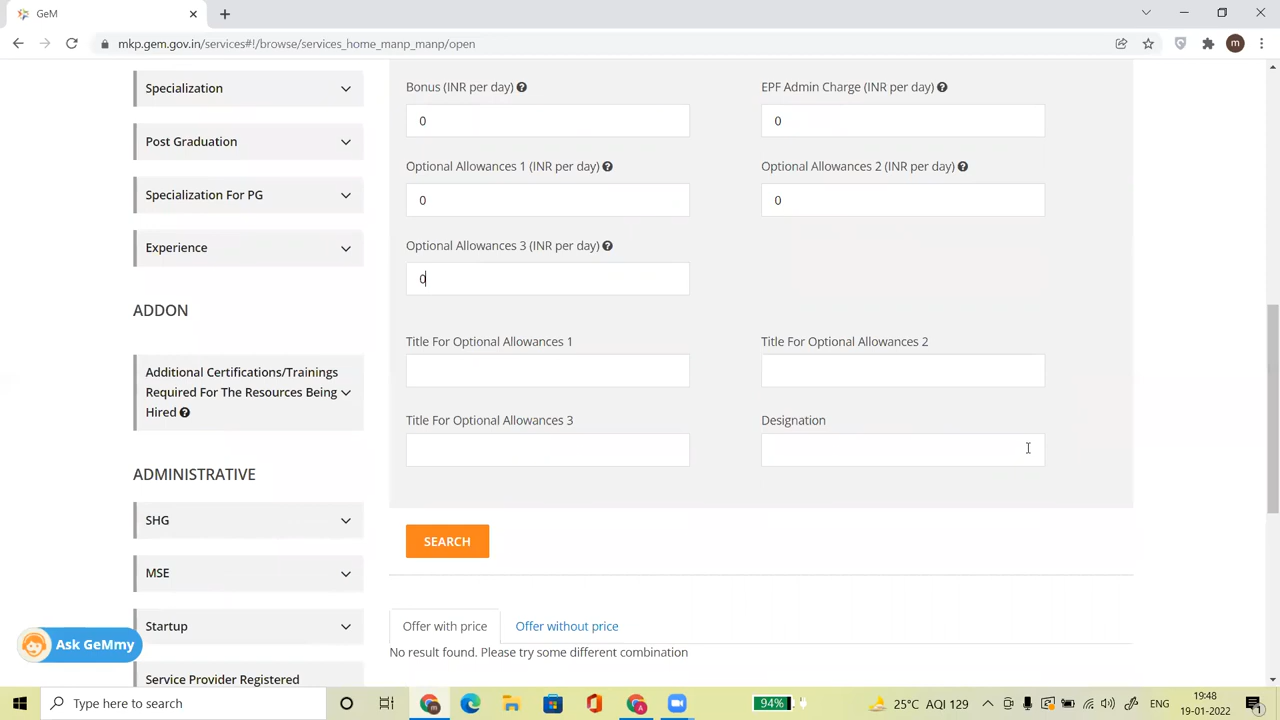 GeM
mkp.gem.gov.in/services#!/browse/services_home_manp_manp/open
m
Specialization
Post Graduation
Specialization For PG
Experience
ADDON
Additional Certifications/Trainings
Required For The Resources Being
Hired
ADMINISTRATIVE
SHG
MSE
Startup
Service Provider Registered
Bonus (INR per day)
EPF Admin Charge (INR per day)
0
0
Optional Allowances 1 (INR per day)
Optional Allowances 2 (INR per day)
0
0
Optional Allowances 3 (INR per day)
0
Title For Optional Allowances 1
Title For Optional Allowances 2
Title For Optional Allowances 3
Designation
SEARCH
Offer with price
Offer without price
No result found. Please try some different combination
Ask GeMmy
Type here to search
94%
25°C AQI 129
ENG
19:48
19-01-2022
1